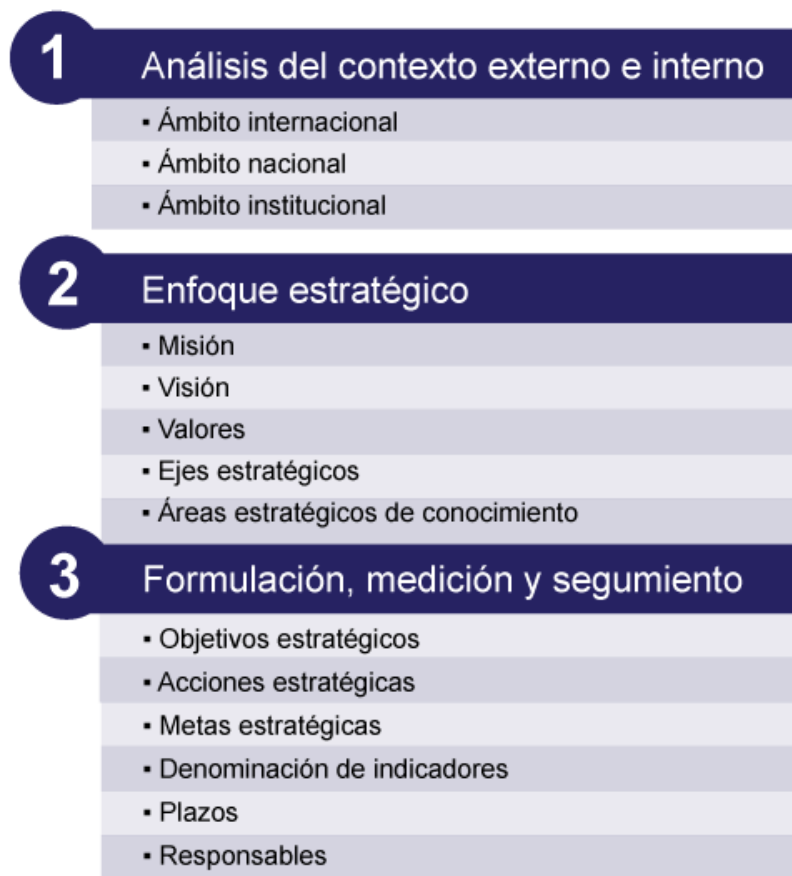 1
Análisis del contexto externo e interno
▪ Ámbito internacional
▪ Ámbito nacional
▪ Ámbito institucional
2
Enfoque estratégico
▪ Misión
▪ Visión
▪ Valores
▪ Ejes estratégicos
▪ Áreas estratégicos de conocimiento
3
Formulación, medición y segumiento
▪ Objetivos estratégicos
▪ Acciones estratégicas
▪ Metas estratégicas
▪ Denominación de indicadores
▪ Plazos
▪ Responsables